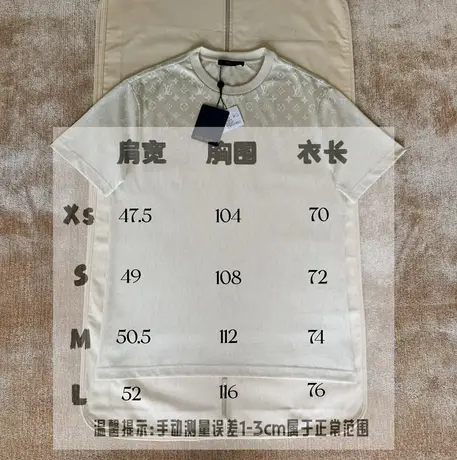 肩宽 胸围 衣长
Xs 47.5 104 70
S 49 108 72
M 50.5 112 74
L 52 116 76
温馨提示:手动测量误差1-3cm属于正常范围